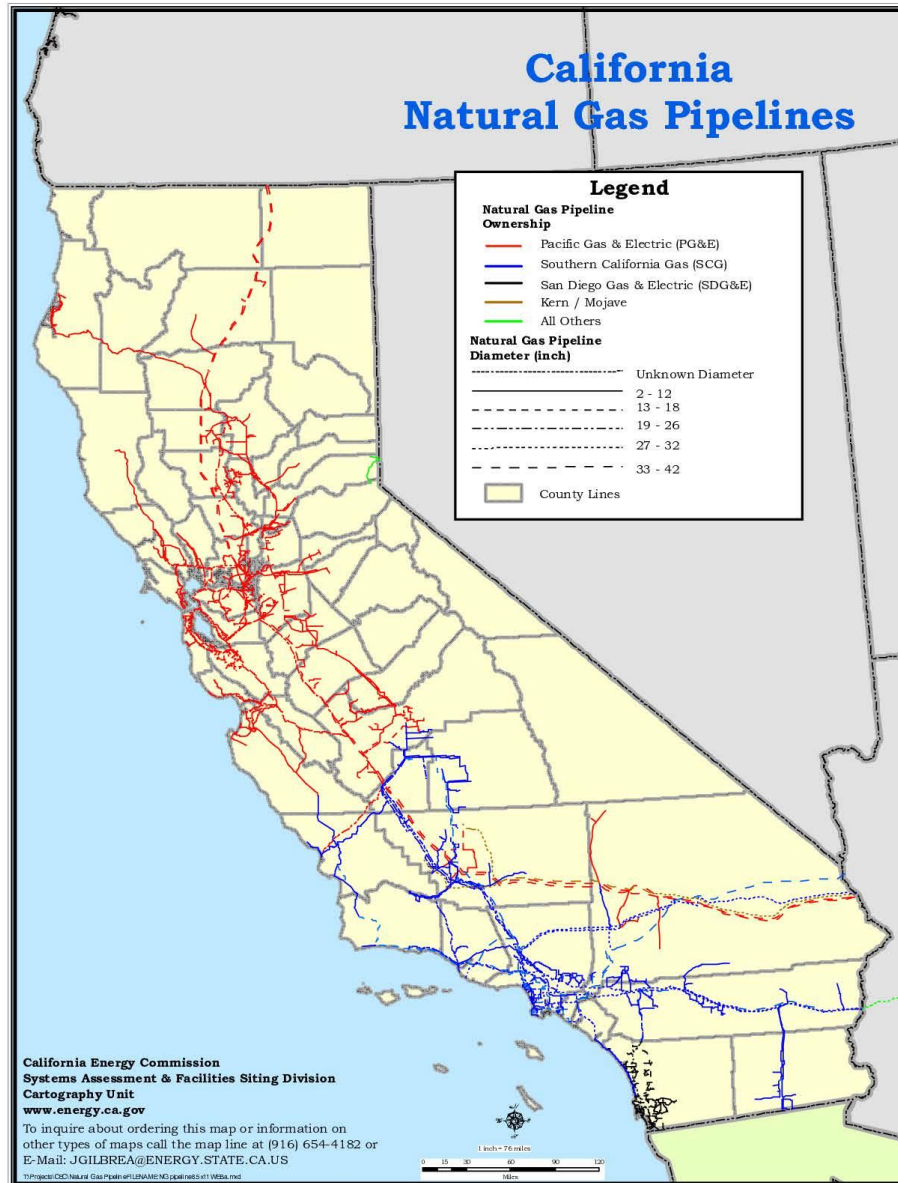 California
Natural Gas Pipelines
Legend
Natural Gas Pipeline
Ownership
Pacific Gas & Electric (PG&E)
Southern California Gas (SCG)
San Diego Gas & Electric (SDG&E)
Kern / Mojave
All Others
Natural Gas Pipeline
Diameter (inch)
Unknown Diameter
2 - 12
13 - 18
19 - 26
27 - 32
33 - 42
County Lines
California Energy Commission
Systems Assessment & Facilities Siting Division
Cartography Unit
www.energy.ca.gov
To inquire about ordering this map or information on
other types of maps call the map line at (916) 654-4182 or
E-Mail: JGILBREA@ENERGY.STATE.CA.US
1 inch = 76 miles
0 15 30 60 90 120
Miles